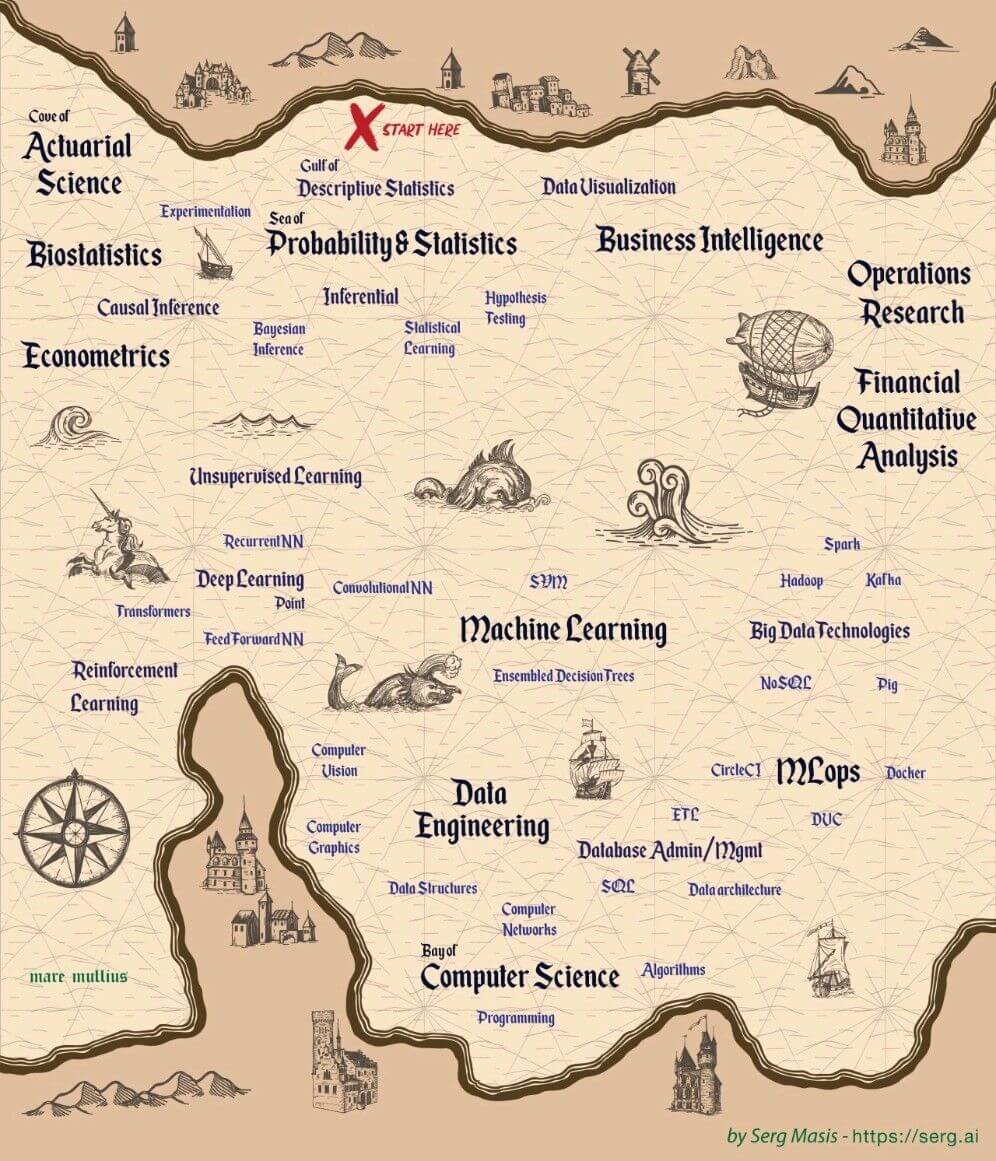 Cove of
Actuarial
Science
START HERE
Gulf of
Descriptive Statistics
Data Visualization
Experimentation
Sea of
Probability & Statistics
Business Intelligence
Biostatistics
Operations
Research
Causal Inference
Inferential
Hypothesis
Testing
Bayesian
Inference
Statistical
Learning
Econometrics
Financial
Quantitative
Analysis
Unsupervised Learning
Recurrent NN
Spark
Deep Learning
Point
Convolutional NN
SVM
Hadoop
Kafka
Transformers
Feed Forward NN
Machine Learning
Big Data Technologies
Reinforcement
Learning
Ensembled Decision Trees
NoSQL
Pig
Computer
Vision
CircleCI
MLops
Docker
Data
Engineering
ETL
DVC
Computer
Graphics
Database Admin/Mgmt
Data Structures
SQL
Data architecture
Computer
Networks
Bay of
Computer Science
Algorithms
mare mullius
Programming
by Serg Masis - https://serg.ai